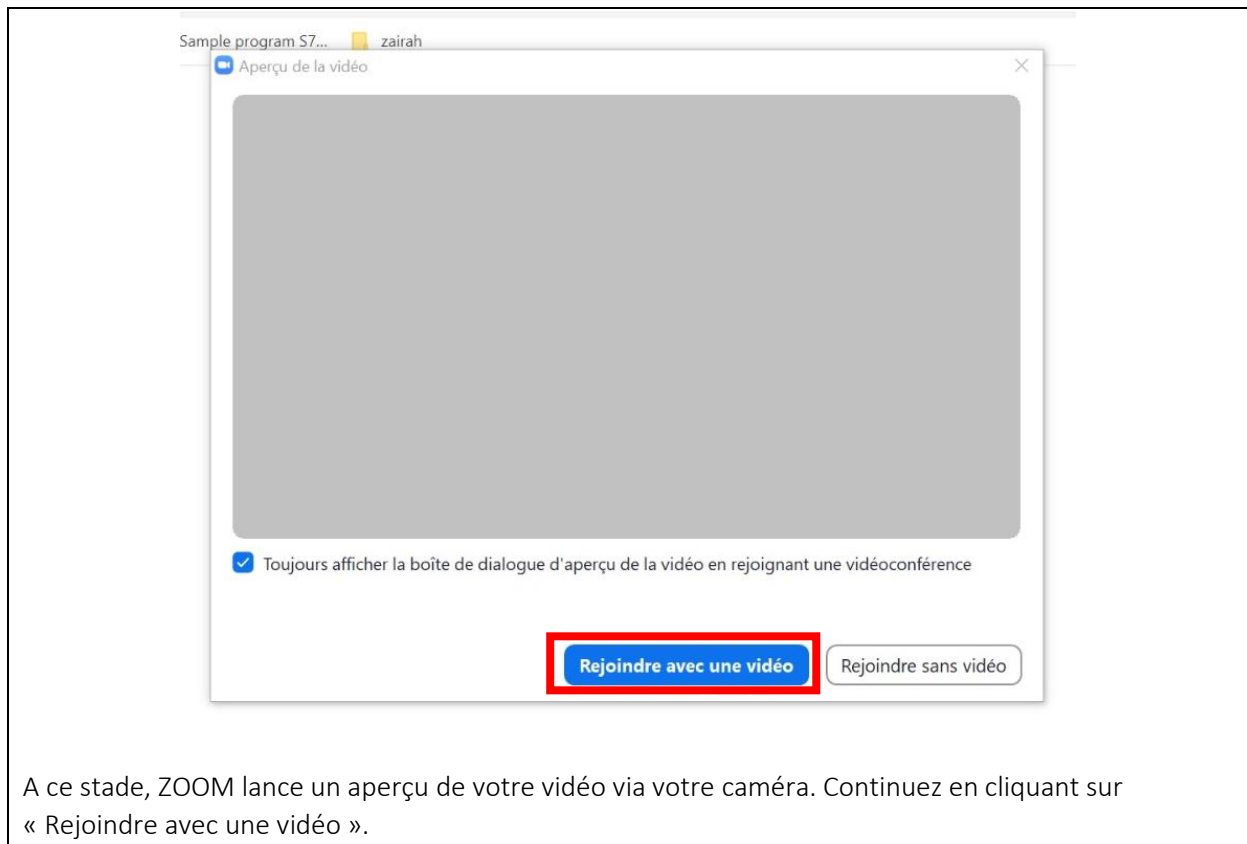 Sample program S7... zairah
Aperçu de la vidéo
Toujours afficher la boîte de dialogue d'aperçu de la vidéo en rejoignant une vidéoconférence
Rejoindre avec une vidéo Rejoindre sans vidéo
A ce stade, ZOOM lance un aperçu de votre vidéo via votre caméra. Continuez en cliquant sur
« Rejoindre avec une vidéo ».